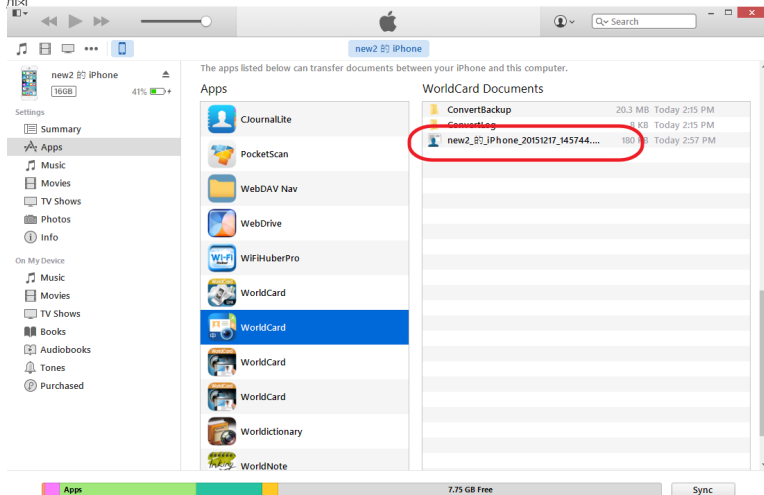 Search
new2 的 iPhone
new2 的 iPhone
16GB
41%
Settings
Summary
Apps
Music
Movies
TV Shows
Photos
Info
On My Device
Music
Movies
TV Shows
Books
Audiobooks
Tones
Purchased
The apps listed below can transfer documents between your iPhone and this computer.
Apps
CJournalLite
PocketScan
WebDAV Nav
WebDrive
WiFiHuberPro
WorldCard
WorldCard
WorldCard
WorldCard
Worldictionary
WorldNote
WorldCard Documents
ConvertBackup 20.3 MB Today 2:15 PM
ConvertLog 8 KB Today 2:15 PM
new2_的_iPhone_20151217_145744.... 180 KB Today 2:57 PM
Apps
7.75 GB Free
Sync